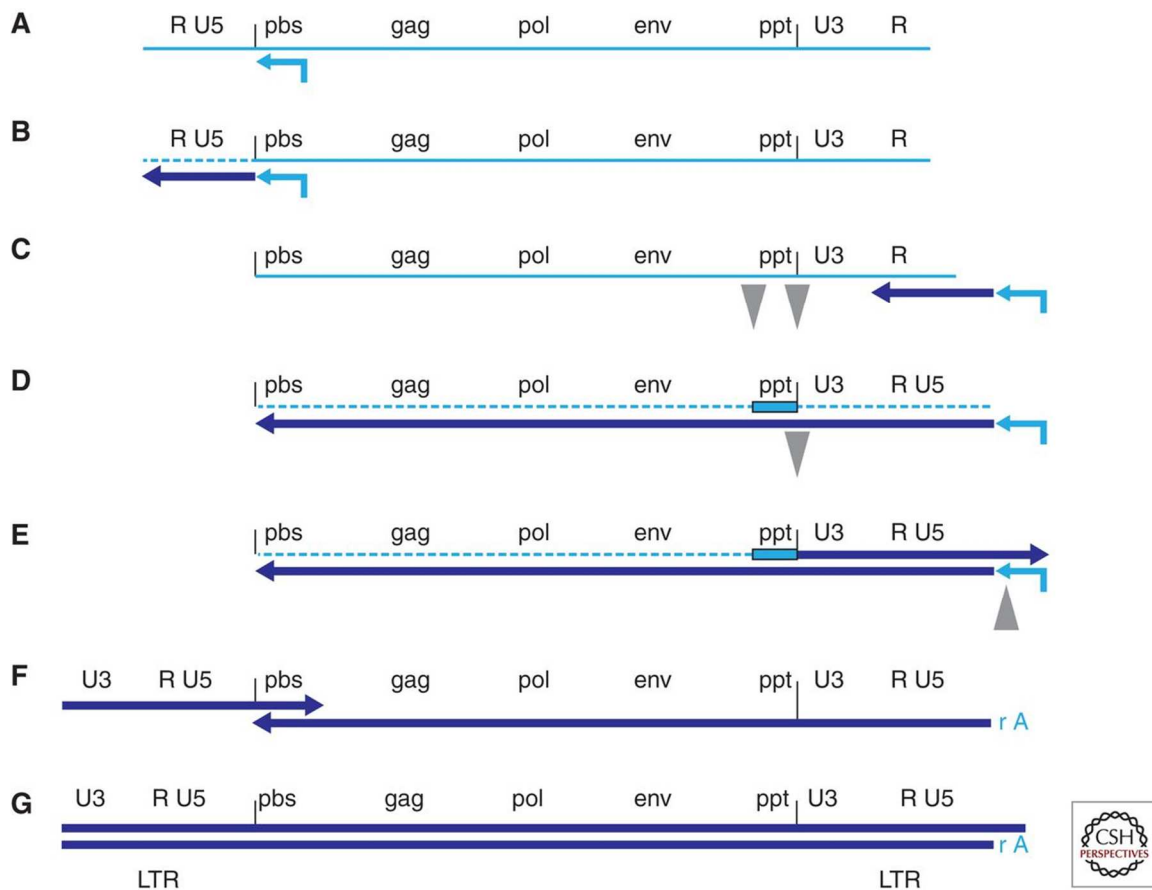 A R U5 pbs gag pol env ppt U3 R
B R U5 pbs gag pol env ppt U3 R
C pbs gag pol env ppt U3 R
D pbs gag pol env ppt U3 R U5
E pbs gag pol env ppt U3 R U5
F U3 R U5 pbs gag pol env ppt U3 R U5
r A
G U3 R U5 pbs gag pol env ppt U3 R U5
r A
LTR LTR
CSH
PERSPECTIVES